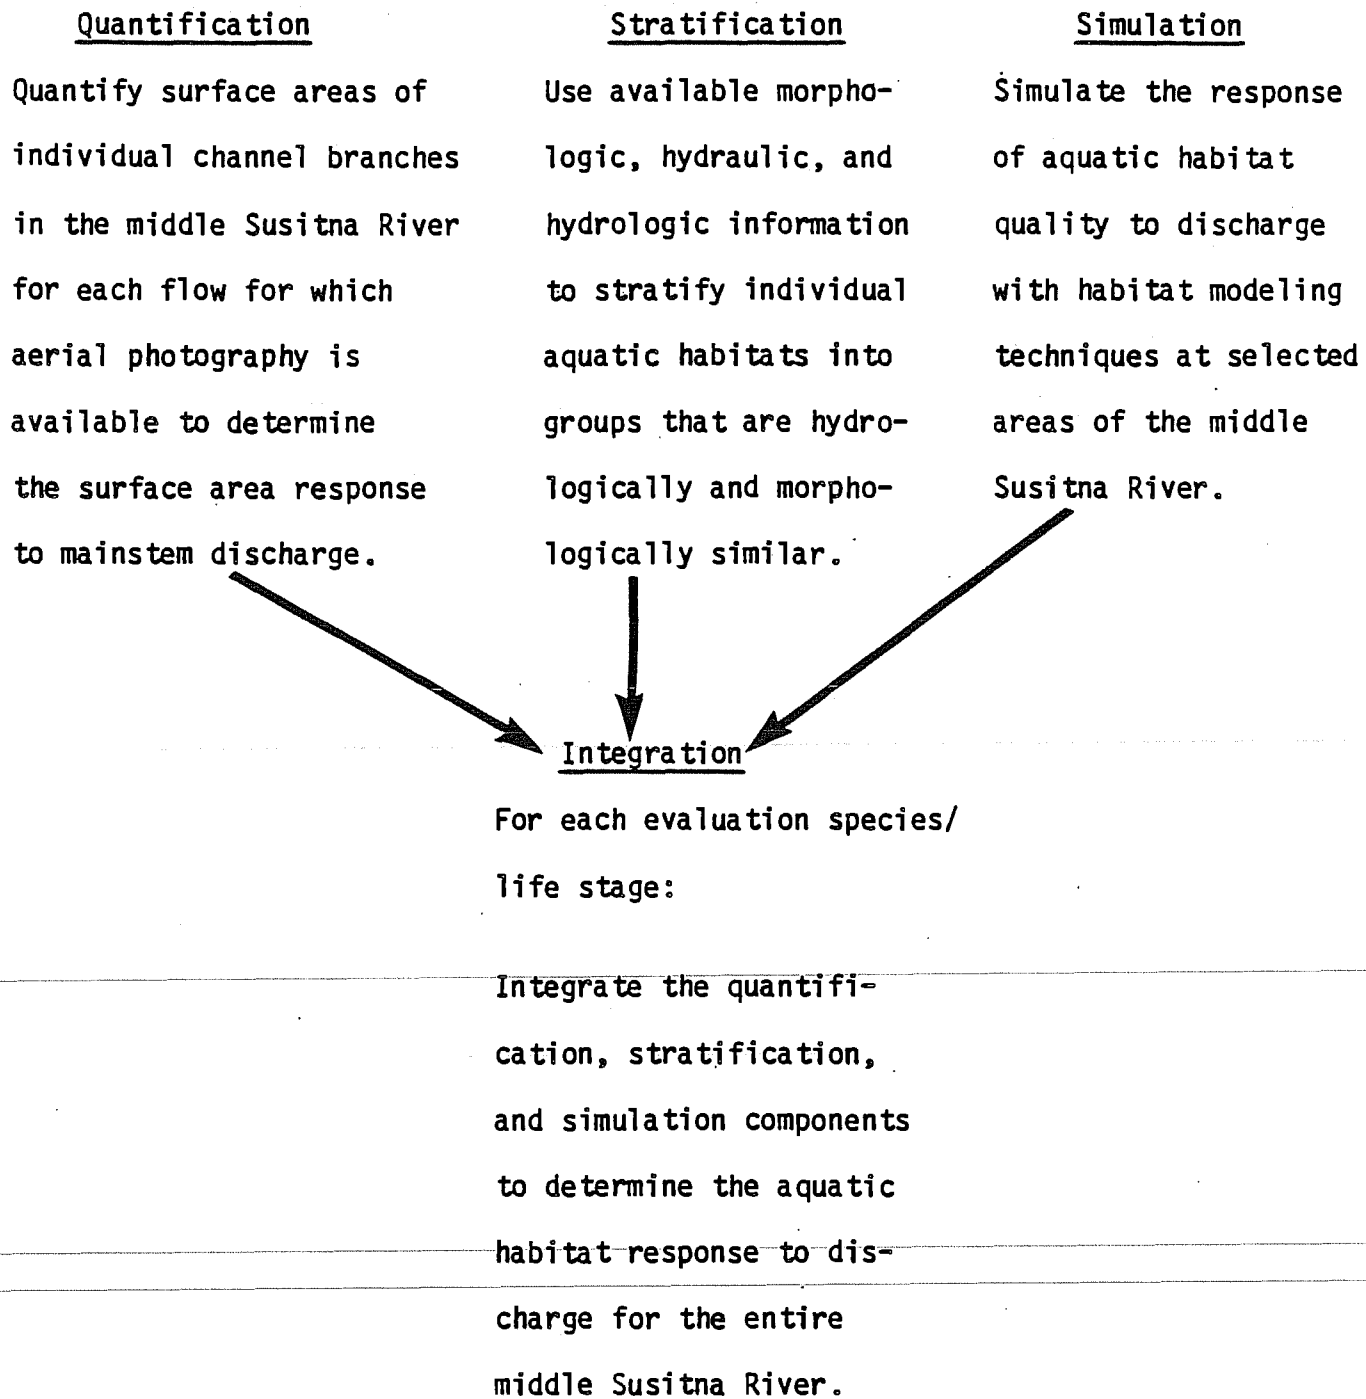 Quantification
Quantify surface areas of
individual channel branches
in the middle Susitna River
for each flow for which
aerial photography is
available to determine
the surface area response
to mainstem discharge.
Stratification
Use available morpho-
logic, hydraulic, and
hydrologic information
to stratify individual
aquatic habitats into
groups that are hydro-
logically and morpho-
logically similar.
Simulation
Simulate the response
of aquatic habitat
quality to discharge
with habitat modeling
techniques at selected
areas of the middle
Susitna River.
Integration
For each evaluation species/
life stage:
Integrate the quantifi-
cation, stratification,
and simulation components
to determine the aquatic
habitat response to dis-
charge for the entire
middle Susitna River.